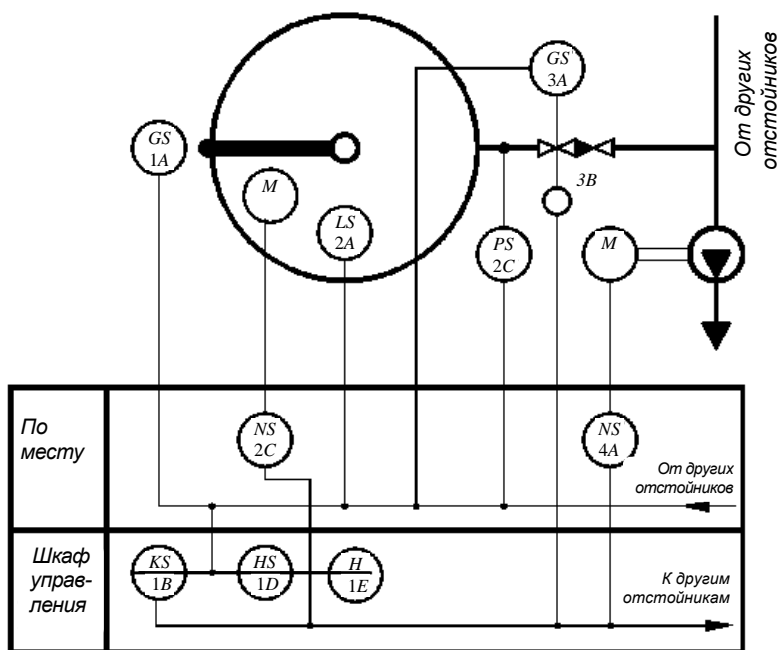 GS
3A
От других
отстойников
GS
1A
M
LS
2A
PS
2C
3B
M
По
месту
NS
2C
NS
4A
От других
отстойников
Шкаф
управ-
ления
KS
1B
HS
1D
H
1E
К другим
отстойникам